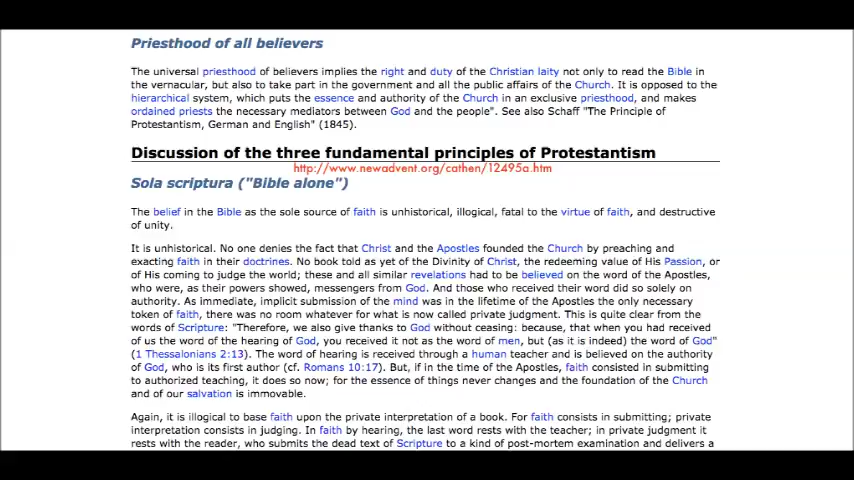 Priesthood of all believers
The universal priesthood of believers implies the right and duty of the Christian laity not only to read the Bible in
the vernacular, but also to take part in the government and all the public affairs of the Church. It is opposed to the
hierarchical system, which puts the essence and authority of the Church in an exclusive priesthood, and makes
ordained priests the necessary mediators between God and the people". See also Schaff "The Principle of
Protestantism, German and English" (1845).
Discussion of the three fundamental principles of Protestantism
http://www.newadvent.org/cathen/12495a.htm
Sola scriptura ("Bible alone")
The belief in the Bible as the sole source of faith is unhistorical, illogical, fatal to the virtue of faith, and destructive
of unity.
It is unhistorical. No one denies the fact that Christ and the Apostles founded the Church by preaching and
exacting faith in their doctrines. No book told as yet of the Divinity of Christ, the redeeming value of His Passion, or
of His coming to judge the world; these and all similar revelations had to be believed on the word of the Apostles,
who were, as their powers showed, messengers from God. And those who received their word did so solely on
authority. As immediate, implicit submission of the mind was in the lifetime of the Apostles the only necessary
token of faith, there was no room whatever for what is now called private judgment. This is quite clear from the
words of Scripture: "Therefore, we also give thanks to God without ceasing: because, that when you had received
of us the word of the hearing of God, you received it not as the word of men, but (as it is indeed) the word of God"
(1 Thessalonians 2:13). The word of hearing is received through a human teacher and is believed on the authority
of God, who is its first author (cf. Romans 10:17). But, if in the time of the Apostles, faith consisted in submitting
to authorized teaching, it does so now; for the essence of things never changes and the foundation of the Church
and of our salvation is immovable.
Again, it is illogical to base faith upon the private interpretation of a book. For faith consists in submitting; private
interpretation consists in judging. In faith by hearing, the last word rests with the teacher; in private judgment it
rests with the reader, who submits the dead text of Scripture to a kind of post-mortem examination and delivers a